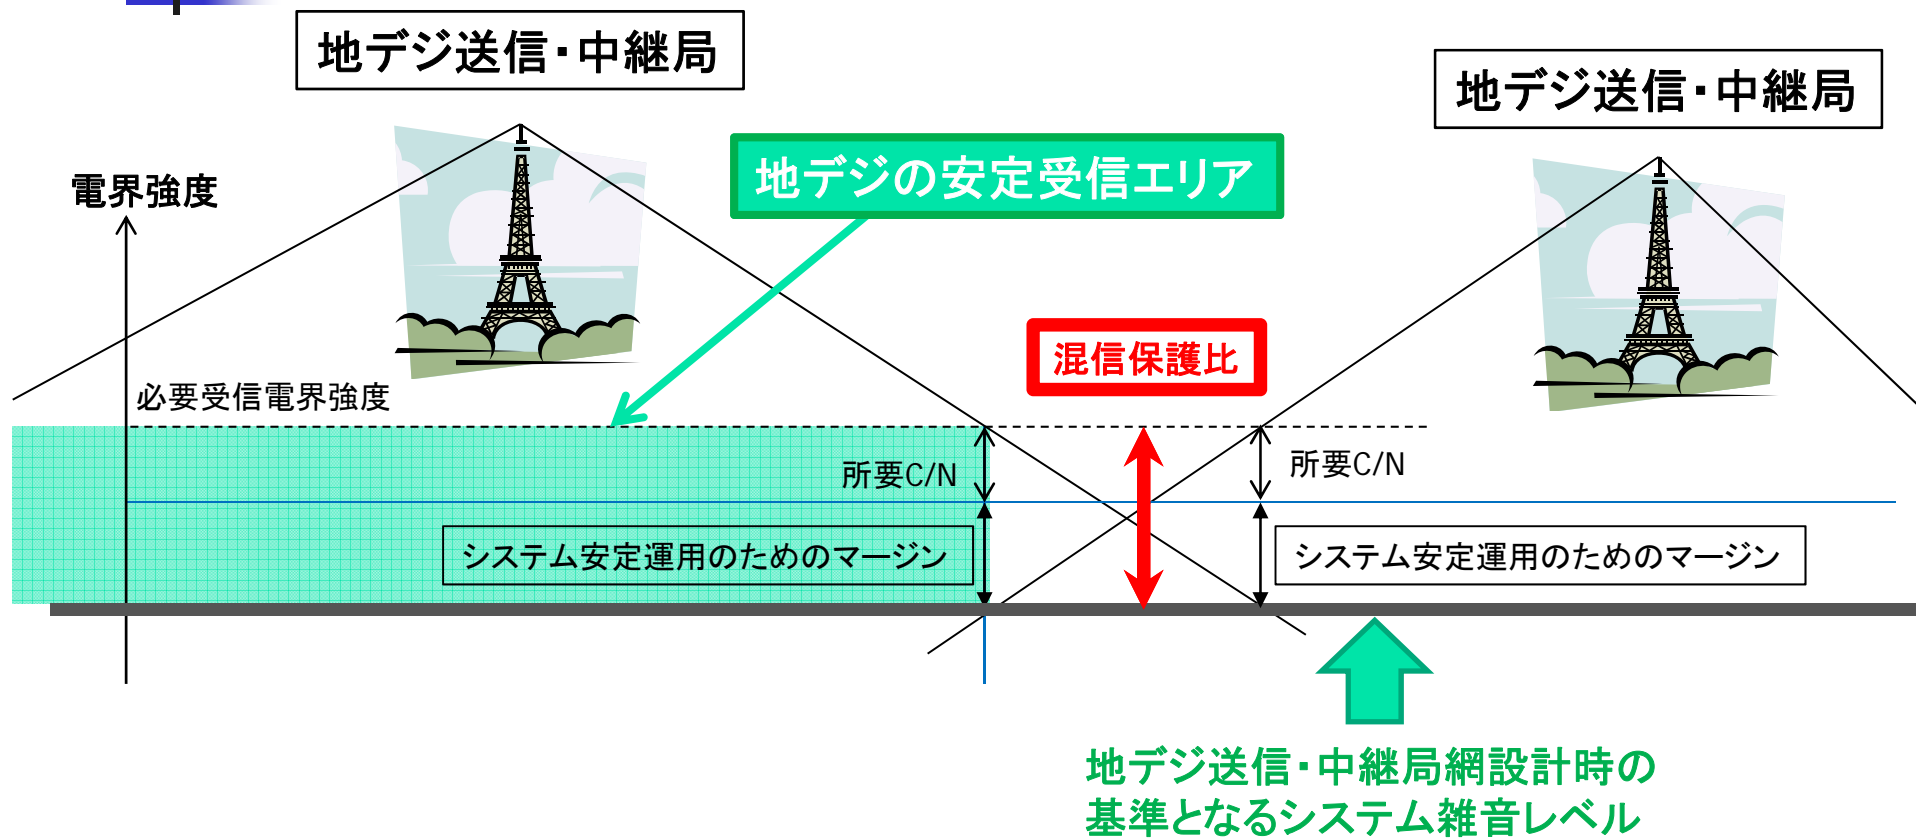 地デジ送信・中継局
地デジ送信・中継局
地デジの安定受信エリア
電界強度
混信保護比
必要受信電界強度
所要C/N
所要C/N
システム安定運用のためのマージン
システム安定運用のためのマージン
地デジ送信・中継局網設計時の
基準となるシステム雑音レベル